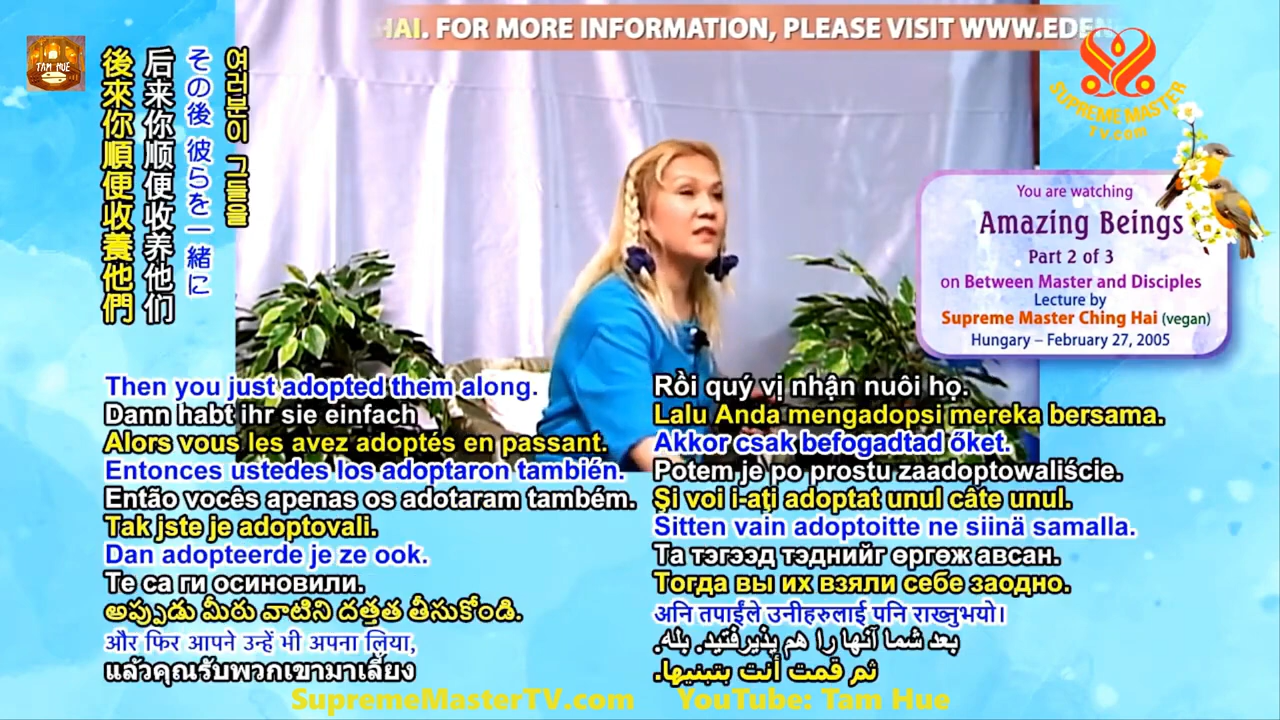 HAI. FOR MORE INFORMATION, PLEASE VISIT WWW.EDEN
TAM HUE
SUPREME MASTER
TV.com
後來你順便收養他們
后来你顺便收养他们
その後 彼らを一緒に
여러분이 그들을
You are watching
Amazing Beings
Part 2 of 3
on Between Master and Disciples
Lecture by
Supreme Master Ching Hai (vegan)
Hungary – February 27, 2005
Then you just adopted them along.
Dann habt ihr sie einfach
Alors vous les avez adoptés en passant.
Entonces ustedes los adoptaron también.
Então vocês apenas os adotaram também.
Tak jste je adoptovali.
Dan adopteerde je ze ook.
Те са ги осиновили.
అప్పుడు మీరు వాటిని దత్తత తీసుకోండి.
और फिर आपने उन्हें भी अपना लिया,
แล้วคุณรับพวกเขามาเลี้ยง
Rồi quý vị nhận nuôi họ.
Lalu Anda mengadopsi mereka bersama.
Akkor csak befogadtad őket.
Potem je po prostu zaadoptowaliście.
Şi voi i-aţi adoptat unul câte unul.
Sitten vain adoptoitte ne siinä samalla.
Та тэгээд тэднийг өргөж авсан.
Тогда вы их взяли себе заодно.
अनि तपाईंले उनीहरुलाई पनि राख्नुभयो।
بعد شما آنها را هم پذیرفتید. بله.
ثم قمت أنت بتبنيها.
SupremeMasterTV.com
YouTube: Tam Hue